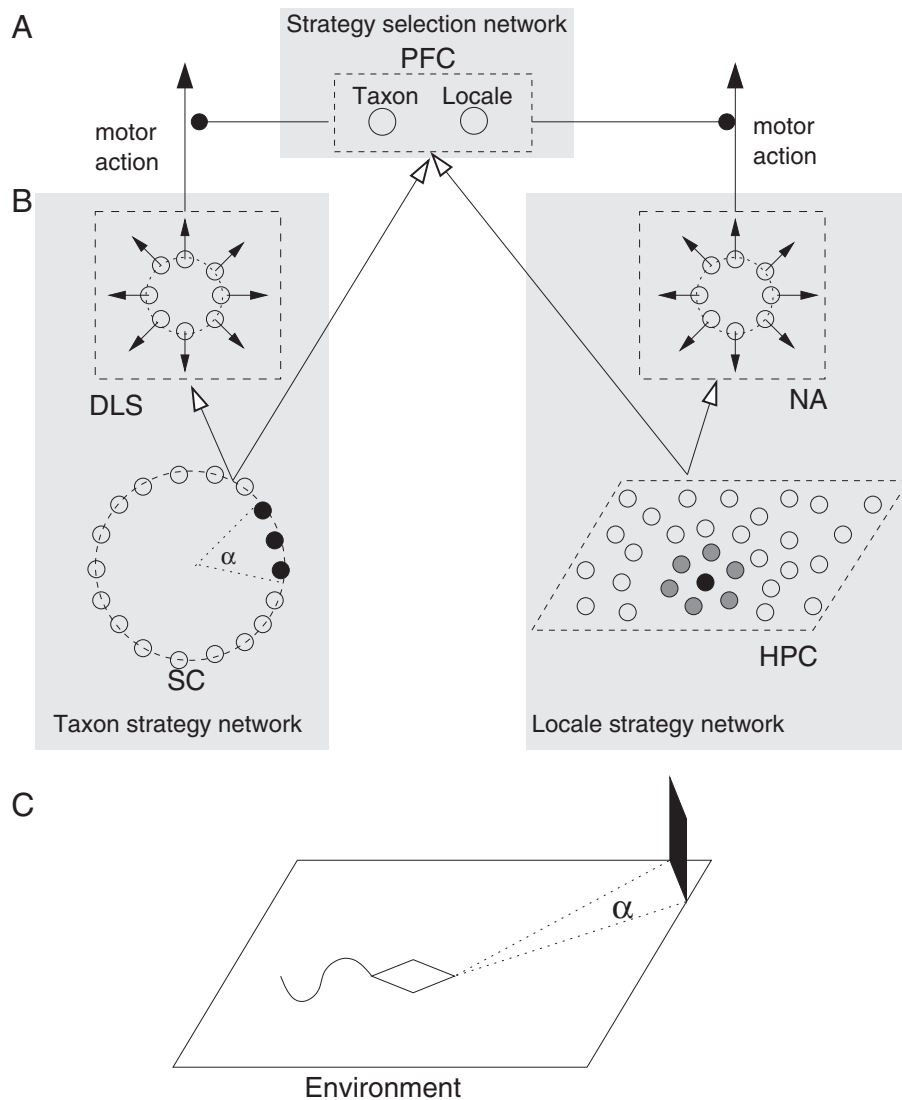 A
Strategy selection network
PFC
Taxon
Locale
motor
action
motor
action
B
DLS
NA
α
SC
HPC
Taxon strategy network
Locale strategy network
C
α
Environment